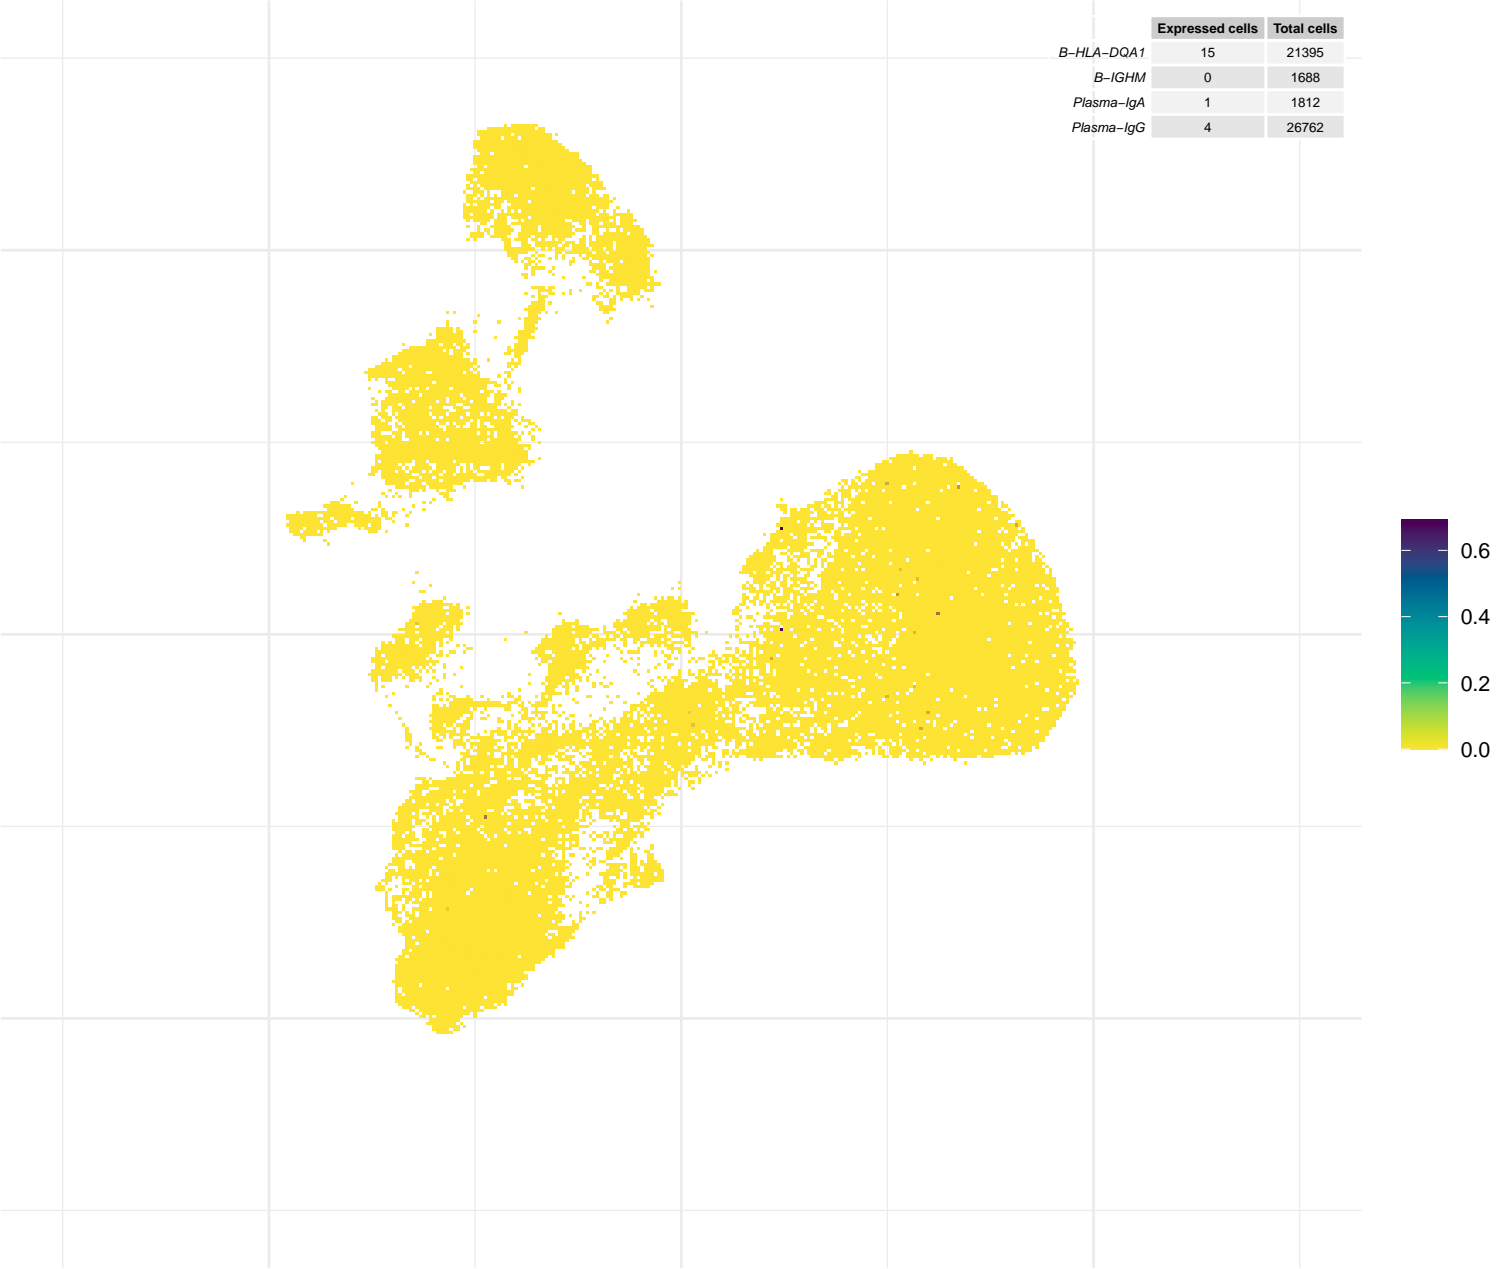 Expressed cells Total cells
B−HLA−DQA1 15 21395
B−IGHM 0 1688
Plasma−IgA 1 1812
Plasma−IgG 4 26762
0.6
0.4
0.2
0.0